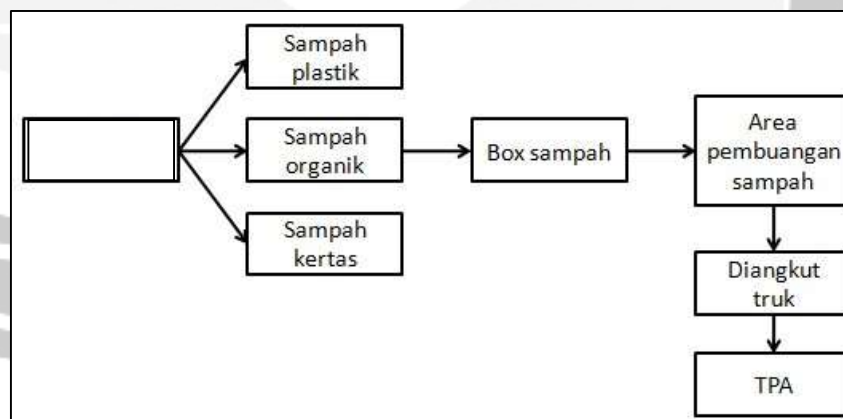 Sampah
plastik
Sampah
organik
Sampah
kertas
Box sampah
Area
pembuangan
sampah
Diangkut
truk
TPA